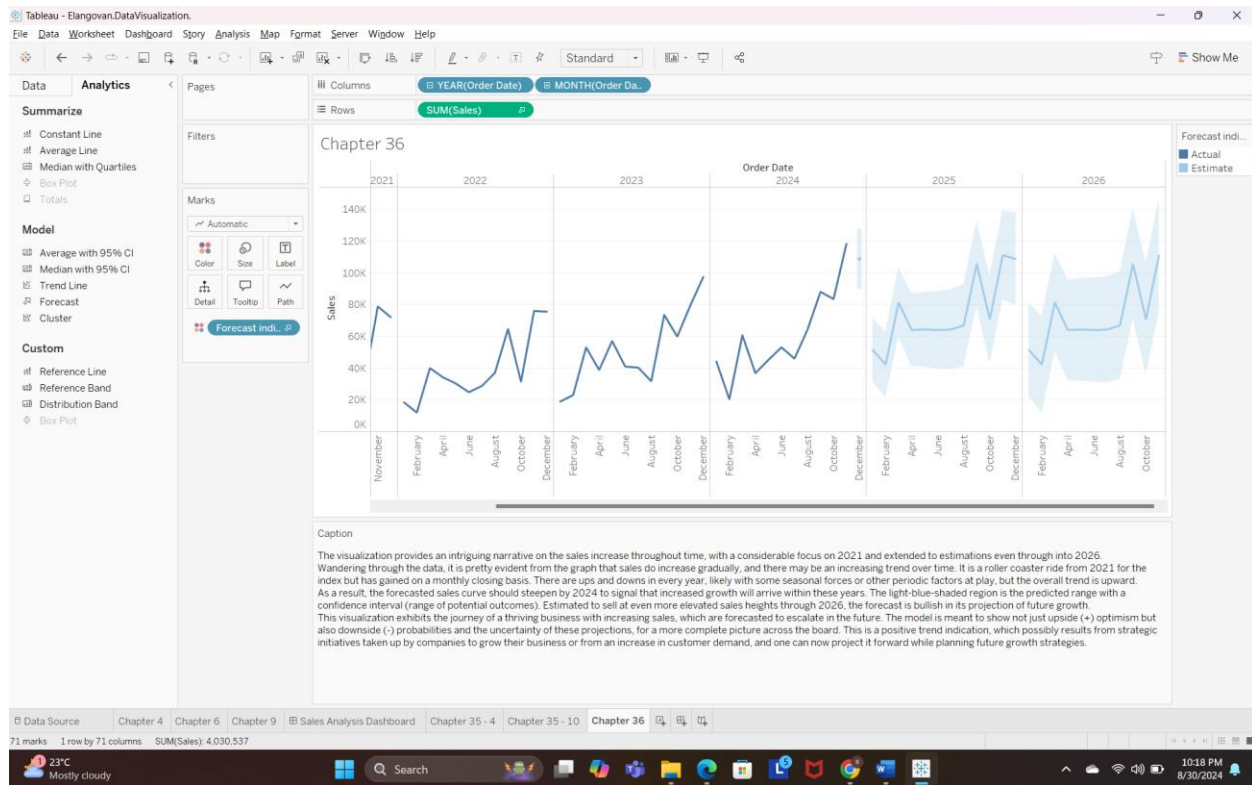 Tableau - Elangovan.DataVisualization.
File Data Worksheet Dashboard Story Analysis Map Format Server Window Help
Standard
Show Me
Data Analytics
Pages
Columns
YEAR(Order Date) MONTH(Order Da..
Rows
SUM(Sales)
Summarize
Constant Line
Average Line
Median with Quartiles
Box Plot
Totals
Model
Average with 95% CI
Median with 95% CI
Trend Line
Forecast
Cluster
Custom
Reference Line
Reference Band
Distribution Band
Box Plot
Filters
Marks
Automatic
Color Size Label
Detail Tooltip Path
Forecast indi..
Chapter 36
Order Date
2021 2022 2023 2024 2025 2026
140K
120K
100K
80K
60K
40K
20K
0K
Sales
November February April June August October December February April June August October December February April June August October December February April June August October December February April June August October
Forecast indi...
Actual
Estimate
Caption
The visualization provides an intriguing narrative on the sales increase throughout time, with a considerable focus on 2021 and extended to estimations even through into 2026.
Wandering through the data, it is pretty evident from the graph that sales do increase gradually, and there may be an increasing trend over time. It is a roller coaster ride from 2021 for the
index but has gained on a monthly closing basis. There are ups and downs in every year, likely with some seasonal forces or other periodic factors at play, but the overall trend is upward.
As a result, the forecasted sales curve should steepen by 2024 to signal that increased growth will arrive within these years. The light-blue-shaded region is the predicted range with a
confidence interval (range of potential outcomes). Estimated to sell at even more elevated sales heights through 2026, the forecast is bullish in its projection of future growth.
This visualization exhibits the journey of a thriving business with increasing sales, which are forecasted to escalate in the future. The model is meant to show not just upside (+) optimism but
also downside (-) probabilities and the uncertainty of these projections, for a more complete picture across the board. This is a positive trend indication, which possibly results from strategic
initiatives taken up by companies to grow their business or from an increase in customer demand, and one can now project it forward while planning future growth strategies.
Data Source Chapter 4 Chapter 6 Chapter 9 Sales Analysis Dashboard Chapter 35 - 4 Chapter 35 - 10 Chapter 36
71 marks 1 row by 71 columns SUM(Sales): 4,030,537
1
23°C
Mostly cloudy
Search
10:18 PM
8/30/2024